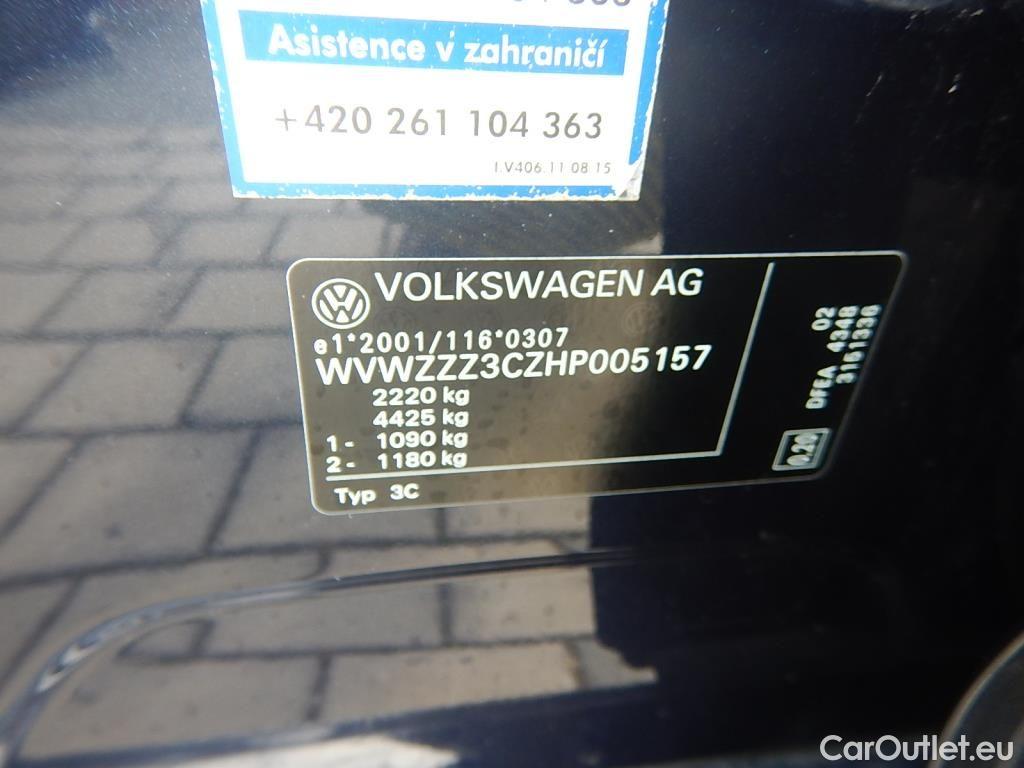 Asistence v zahraničí
+420 261 104 363
I.V406.11 08 15
VOLKSWAGEN AG
e1*2001/116*0307
WVWZZZ3CZHP005157
2220 kg
4425 kg
1- 1090 kg
2- 1180 kg
Typ 3C
02
DFEA 4348
3151336
0.20
CarOutlet.eu